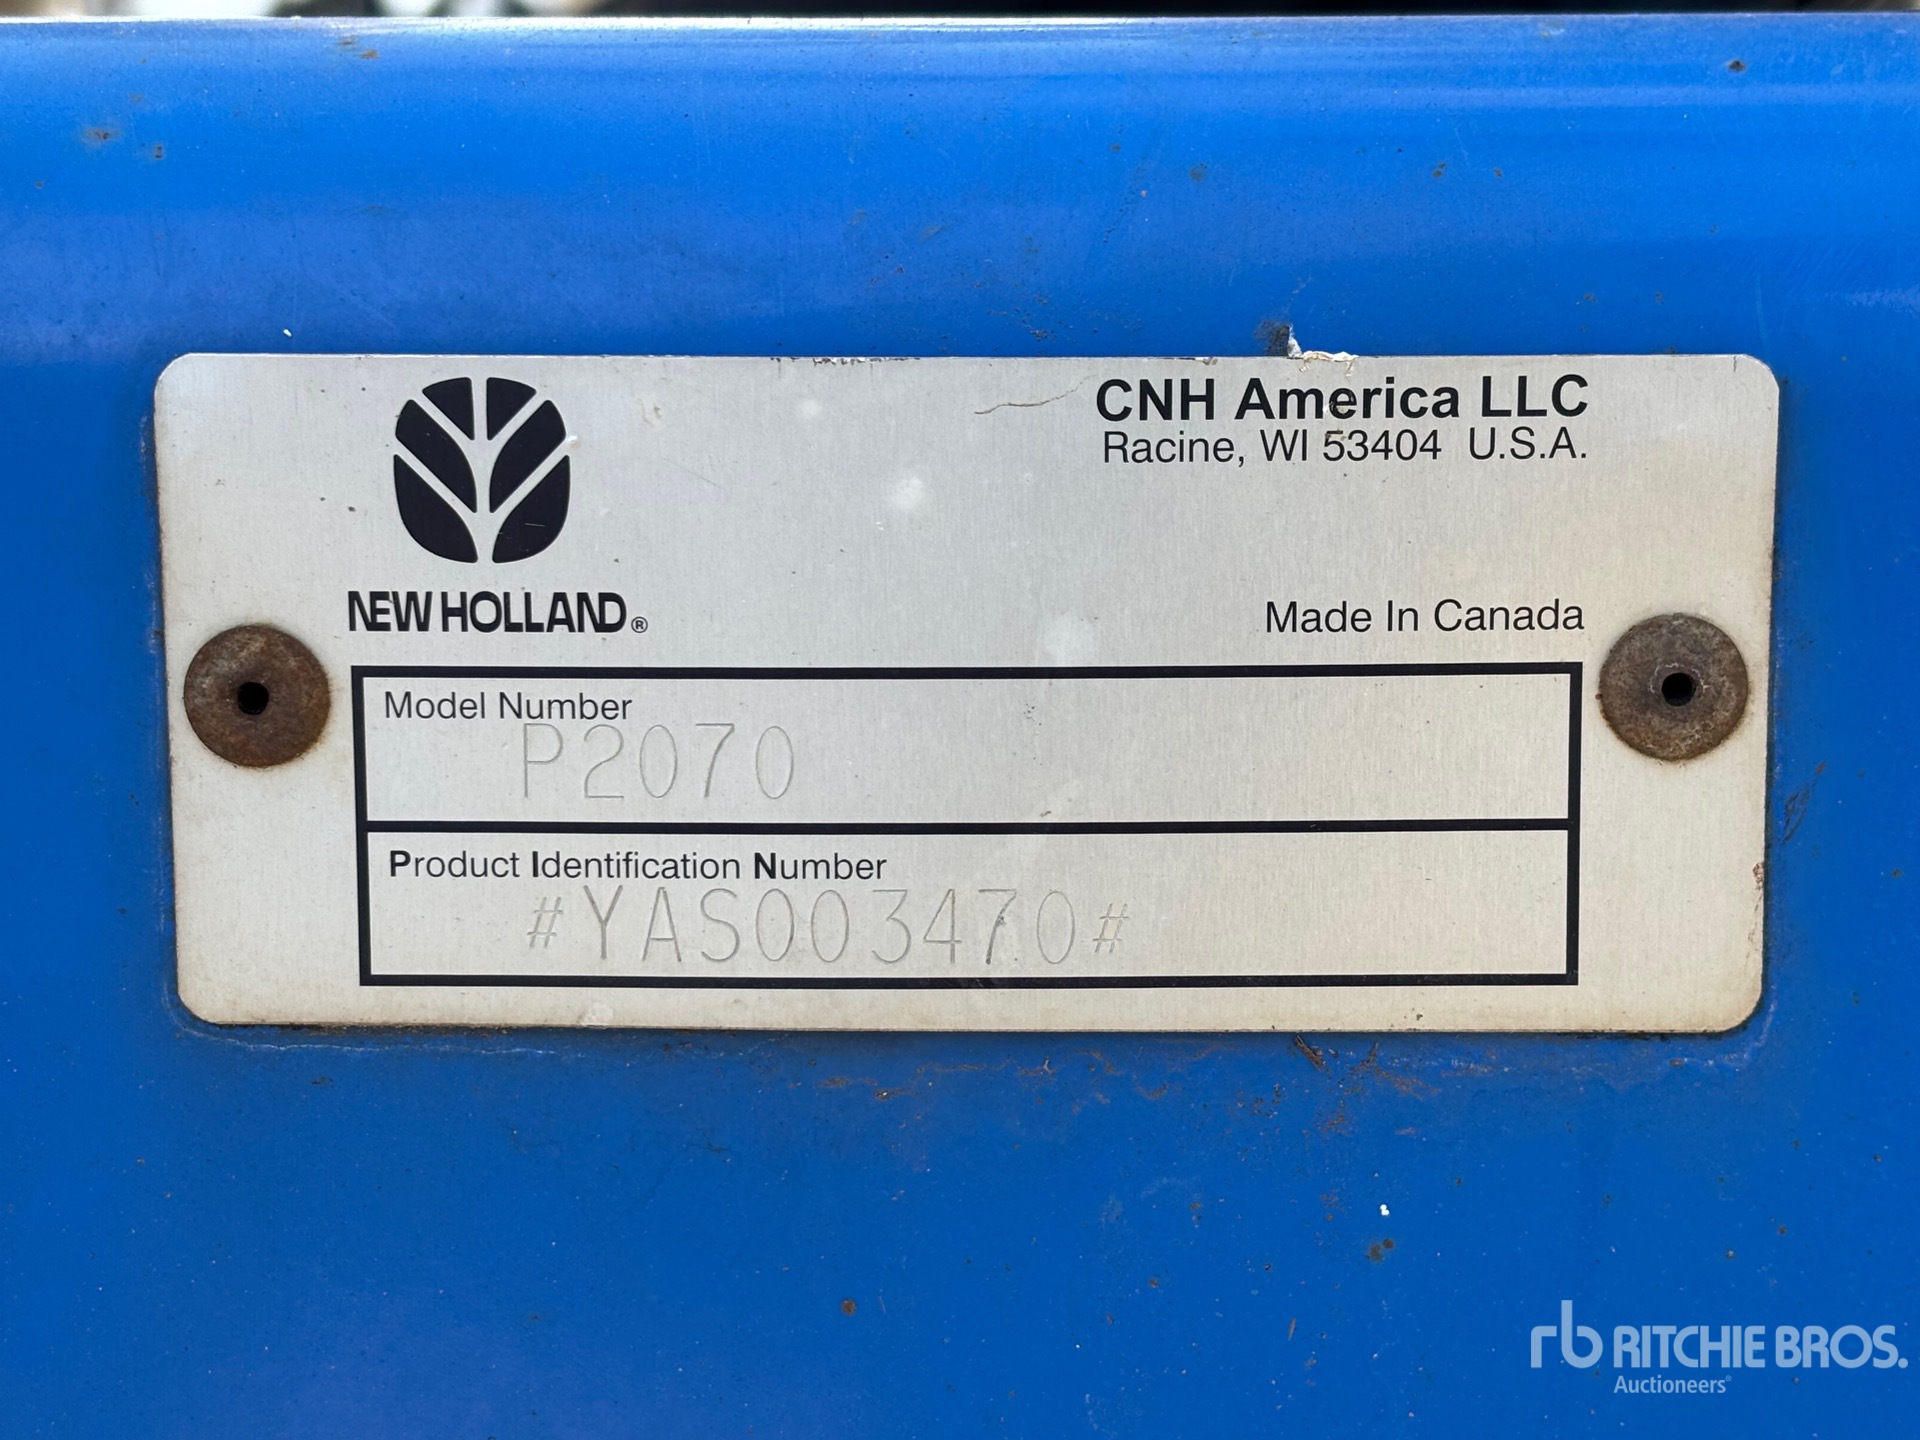 CNH America LLC
Racine, WI 53404 U.S.A.
NEW HOLLAND®
Made In Canada
Model Number
P2070
Product Identification Number
#YAS003470#
rb RITCHIE BROS.
Auctioneers®